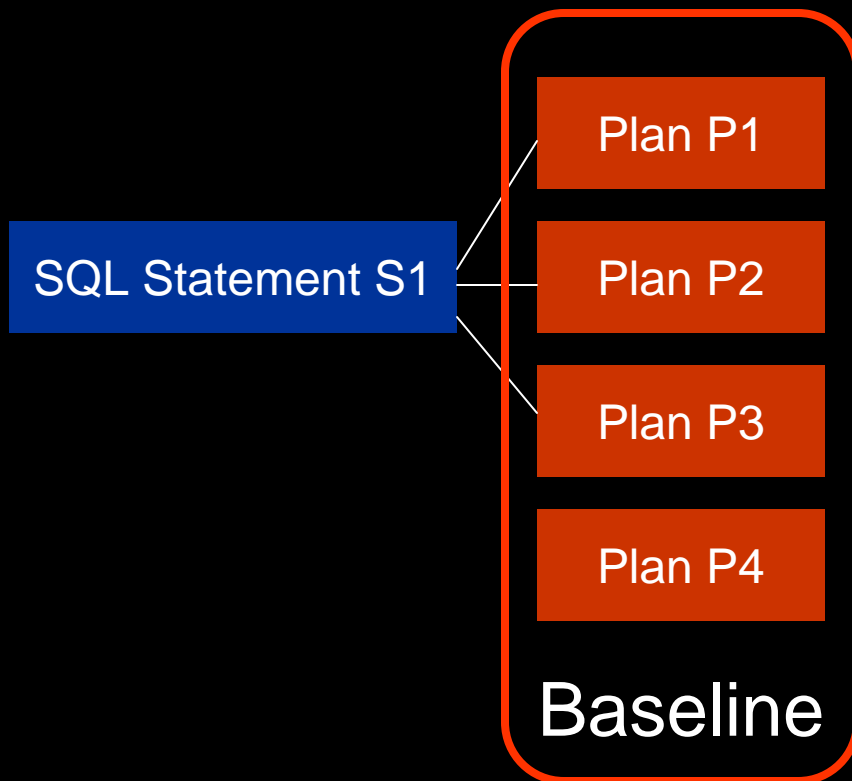 Plan P1
SQL Statement S1
Plan P2
Plan P3
Plan P4
Baseline